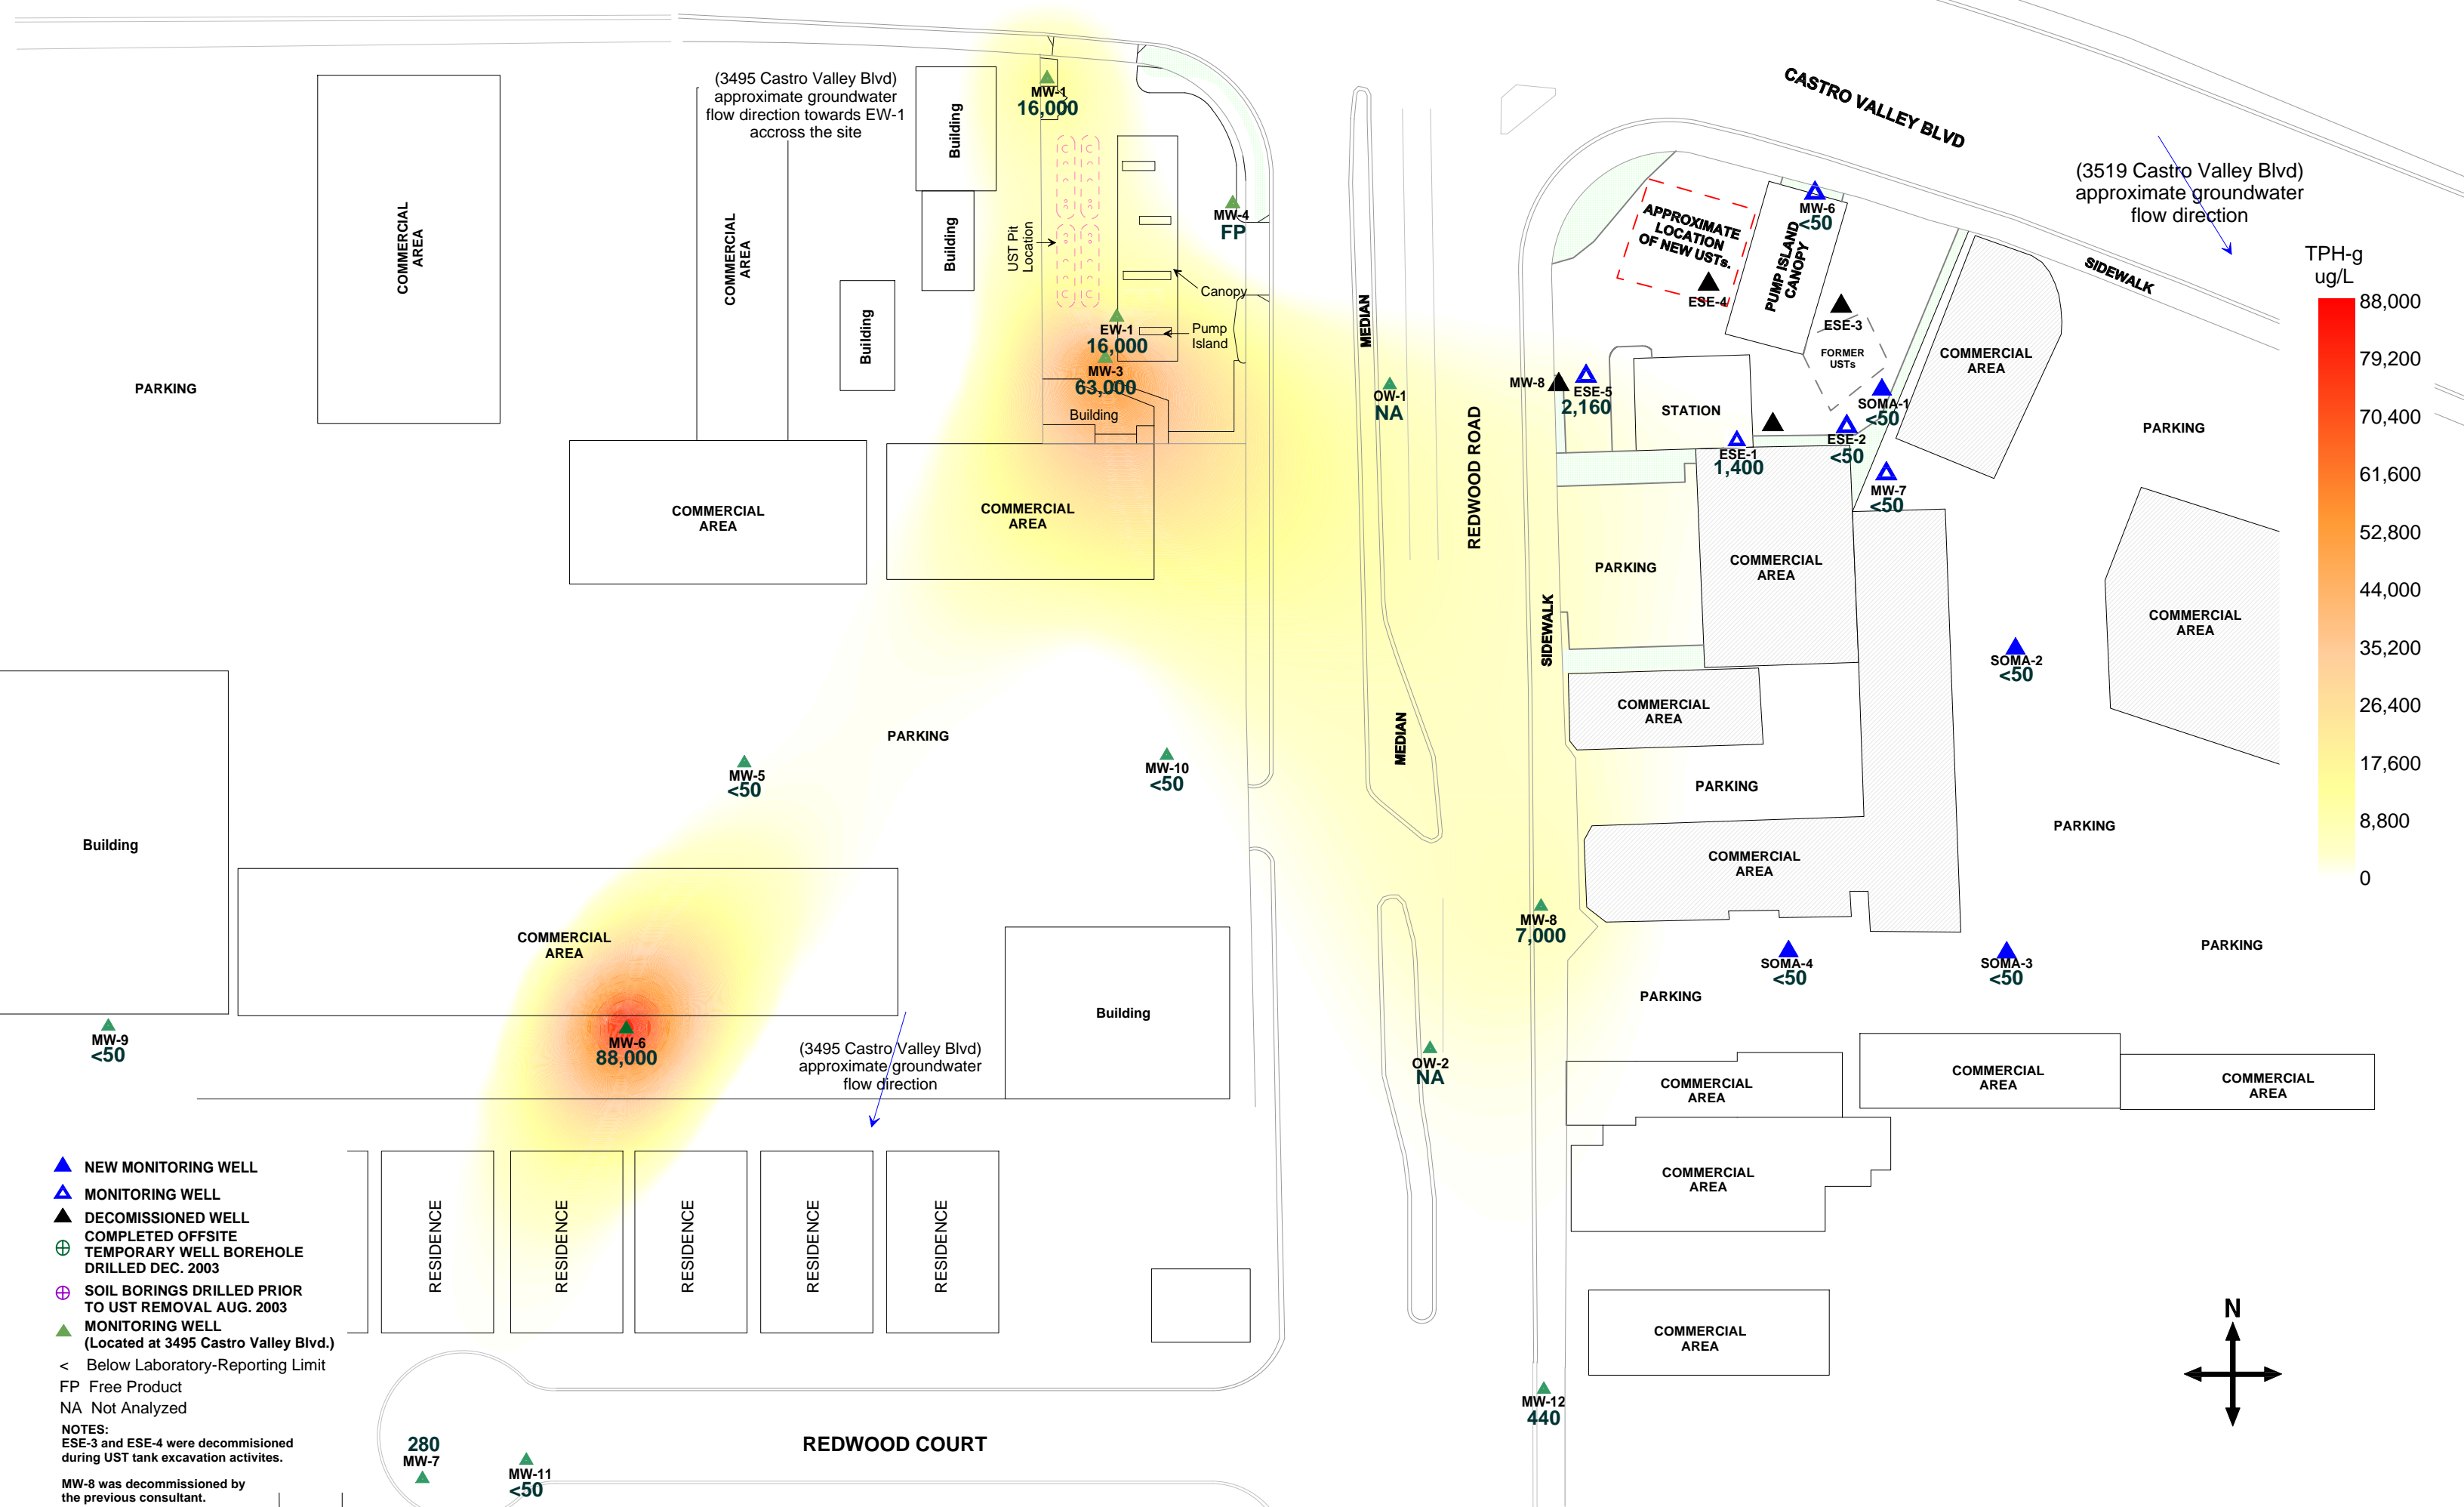 (3495 Castro Valley Blvd)
approximate groundwater
flow direction towards EW-1
accross the site
COMMERCIAL
AREA
COMMERCIAL
AREA
Building
Building
Building
PARKING
MW-1
16,000
UST Pit
Location
MW-4
FP
Canopy
EW-1
16,000
Pump
Island
MW-3
63,000
Building
COMMERCIAL
AREA
COMMERCIAL
AREA
MEDIAN
OW-1
NA
REDWOOD ROAD
CASTRO VALLEY BLVD
(3519 Castro Valley Blvd)
approximate groundwater
flow direction
SIDEWALK
APPROXIMATE
LOCATION
OF NEW USTs.
ESE-4
PUMP ISLAND
CANOPY
MW-6
<50
ESE-3
FORMER
USTs
COMMERCIAL
AREA
MW-8
ESE-5
2,160
STATION
SOMA-1
<50
ESE-2
<50
ESE-1
1,400
MW-7
<50
PARKING
TPH-g
ug/L
88,000
79,200
70,400
61,600
52,800
44,000
35,200
26,400
17,600
8,800
0
PARKING
COMMERCIAL
AREA
SIDEWALK
COMMERCIAL
AREA
SOMA-2
<50
COMMERCIAL
AREA
MEDIAN
PARKING
PARKING
COMMERCIAL
AREA
PARKING
MW-5
<50
MW-10
<50
Building
COMMERCIAL
AREA
MW-8
7,000
SOMA-4
<50
SOMA-3
<50
PARKING
PARKING
MW-9
<50
MW-6
88,000
(3495 Castro Valley Blvd)
approximate groundwater
flow direction
Building
OW-2
NA
COMMERCIAL
AREA
COMMERCIAL
AREA
COMMERCIAL
AREA
COMMERCIAL
AREA
RESIDENCE
RESIDENCE
RESIDENCE
RESIDENCE
RESIDENCE
COMMERCIAL
AREA
N
MW-12
440
REDWOOD COURT
280
MW-7
MW-11
<50
NEW MONITORING WELL
MONITORING WELL
DECOMISSIONED WELL
COMPLETED OFFSITE
TEMPORARY WELL BOREHOLE
DRILLED DEC. 2003
SOIL BORINGS DRILLED PRIOR
TO UST REMOVAL AUG. 2003
MONITORING WELL
(Located at 3495 Castro Valley Blvd.)
< Below Laboratory-Reporting Limit
FP Free Product
NA Not Analyzed
NOTES:
ESE-3 and ESE-4 were decommisioned
during UST tank excavation activites.
MW-8 was decommissioned by
the previous consultant.